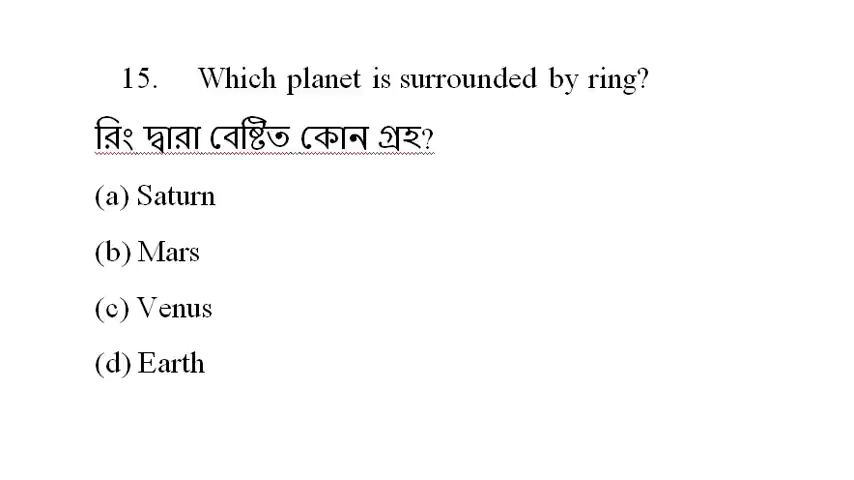 15. Which planet is surrounded by ring?
রিং দ্বারা বেষ্টিত কোন গ্রহ?
(a) Saturn
(b) Mars
(c) Venus
(d) Earth